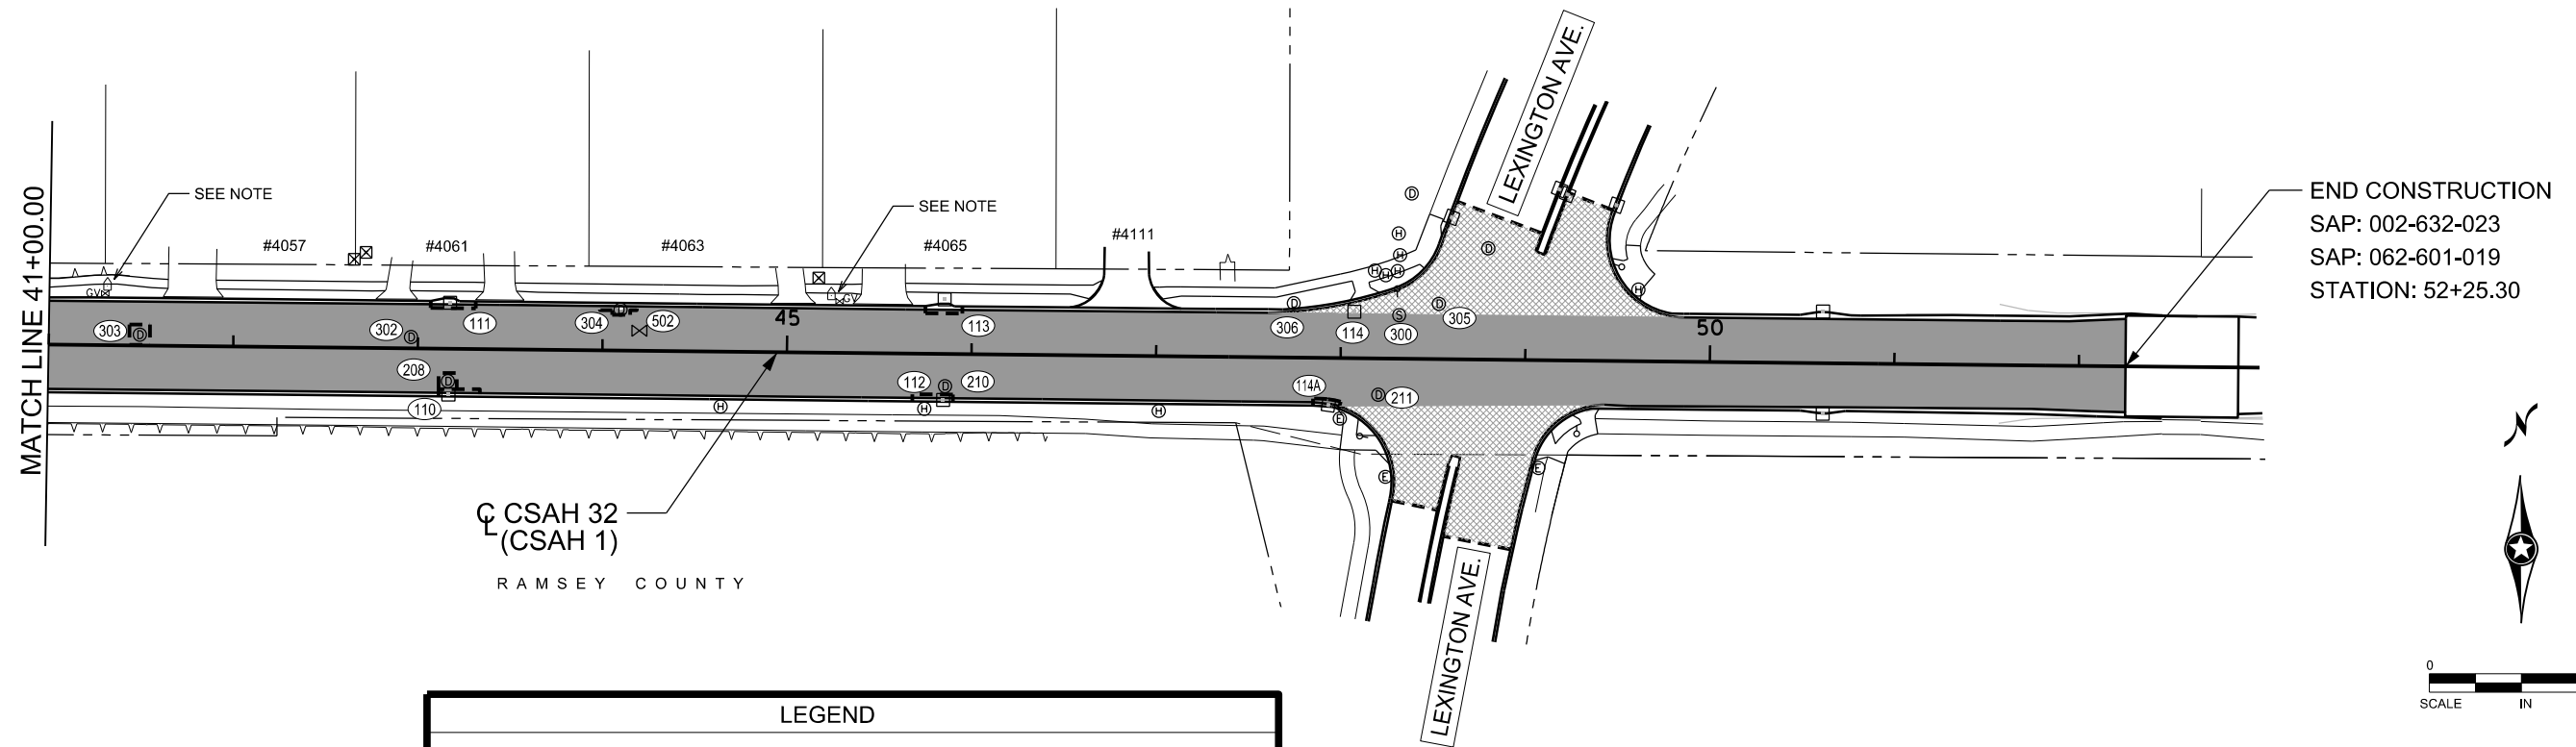 LEXINGTON AVE.
END CONSTRUCTION
SAP: 002-632-023
SAP: 062-601-019
STATION: 52+25.30
MATCH LINE 41+00.00
SEE NOTE
SEE NOTE
#4057
#4061
#4063
#4065
#4111
GV
GV
D
H
H
H
H
H
D
H
303
D
302
D
111
304
D
502
45
113
D
306
114
S
300
D
305
50
208
D
110
H
112
D
210
H
H
114A
D
211
E
E
E
CL CSAH 32
(CSAH 1)
RAMSEY COUNTY
N
LEXINGTON AVE.
0
SCALE IN
LEGEND